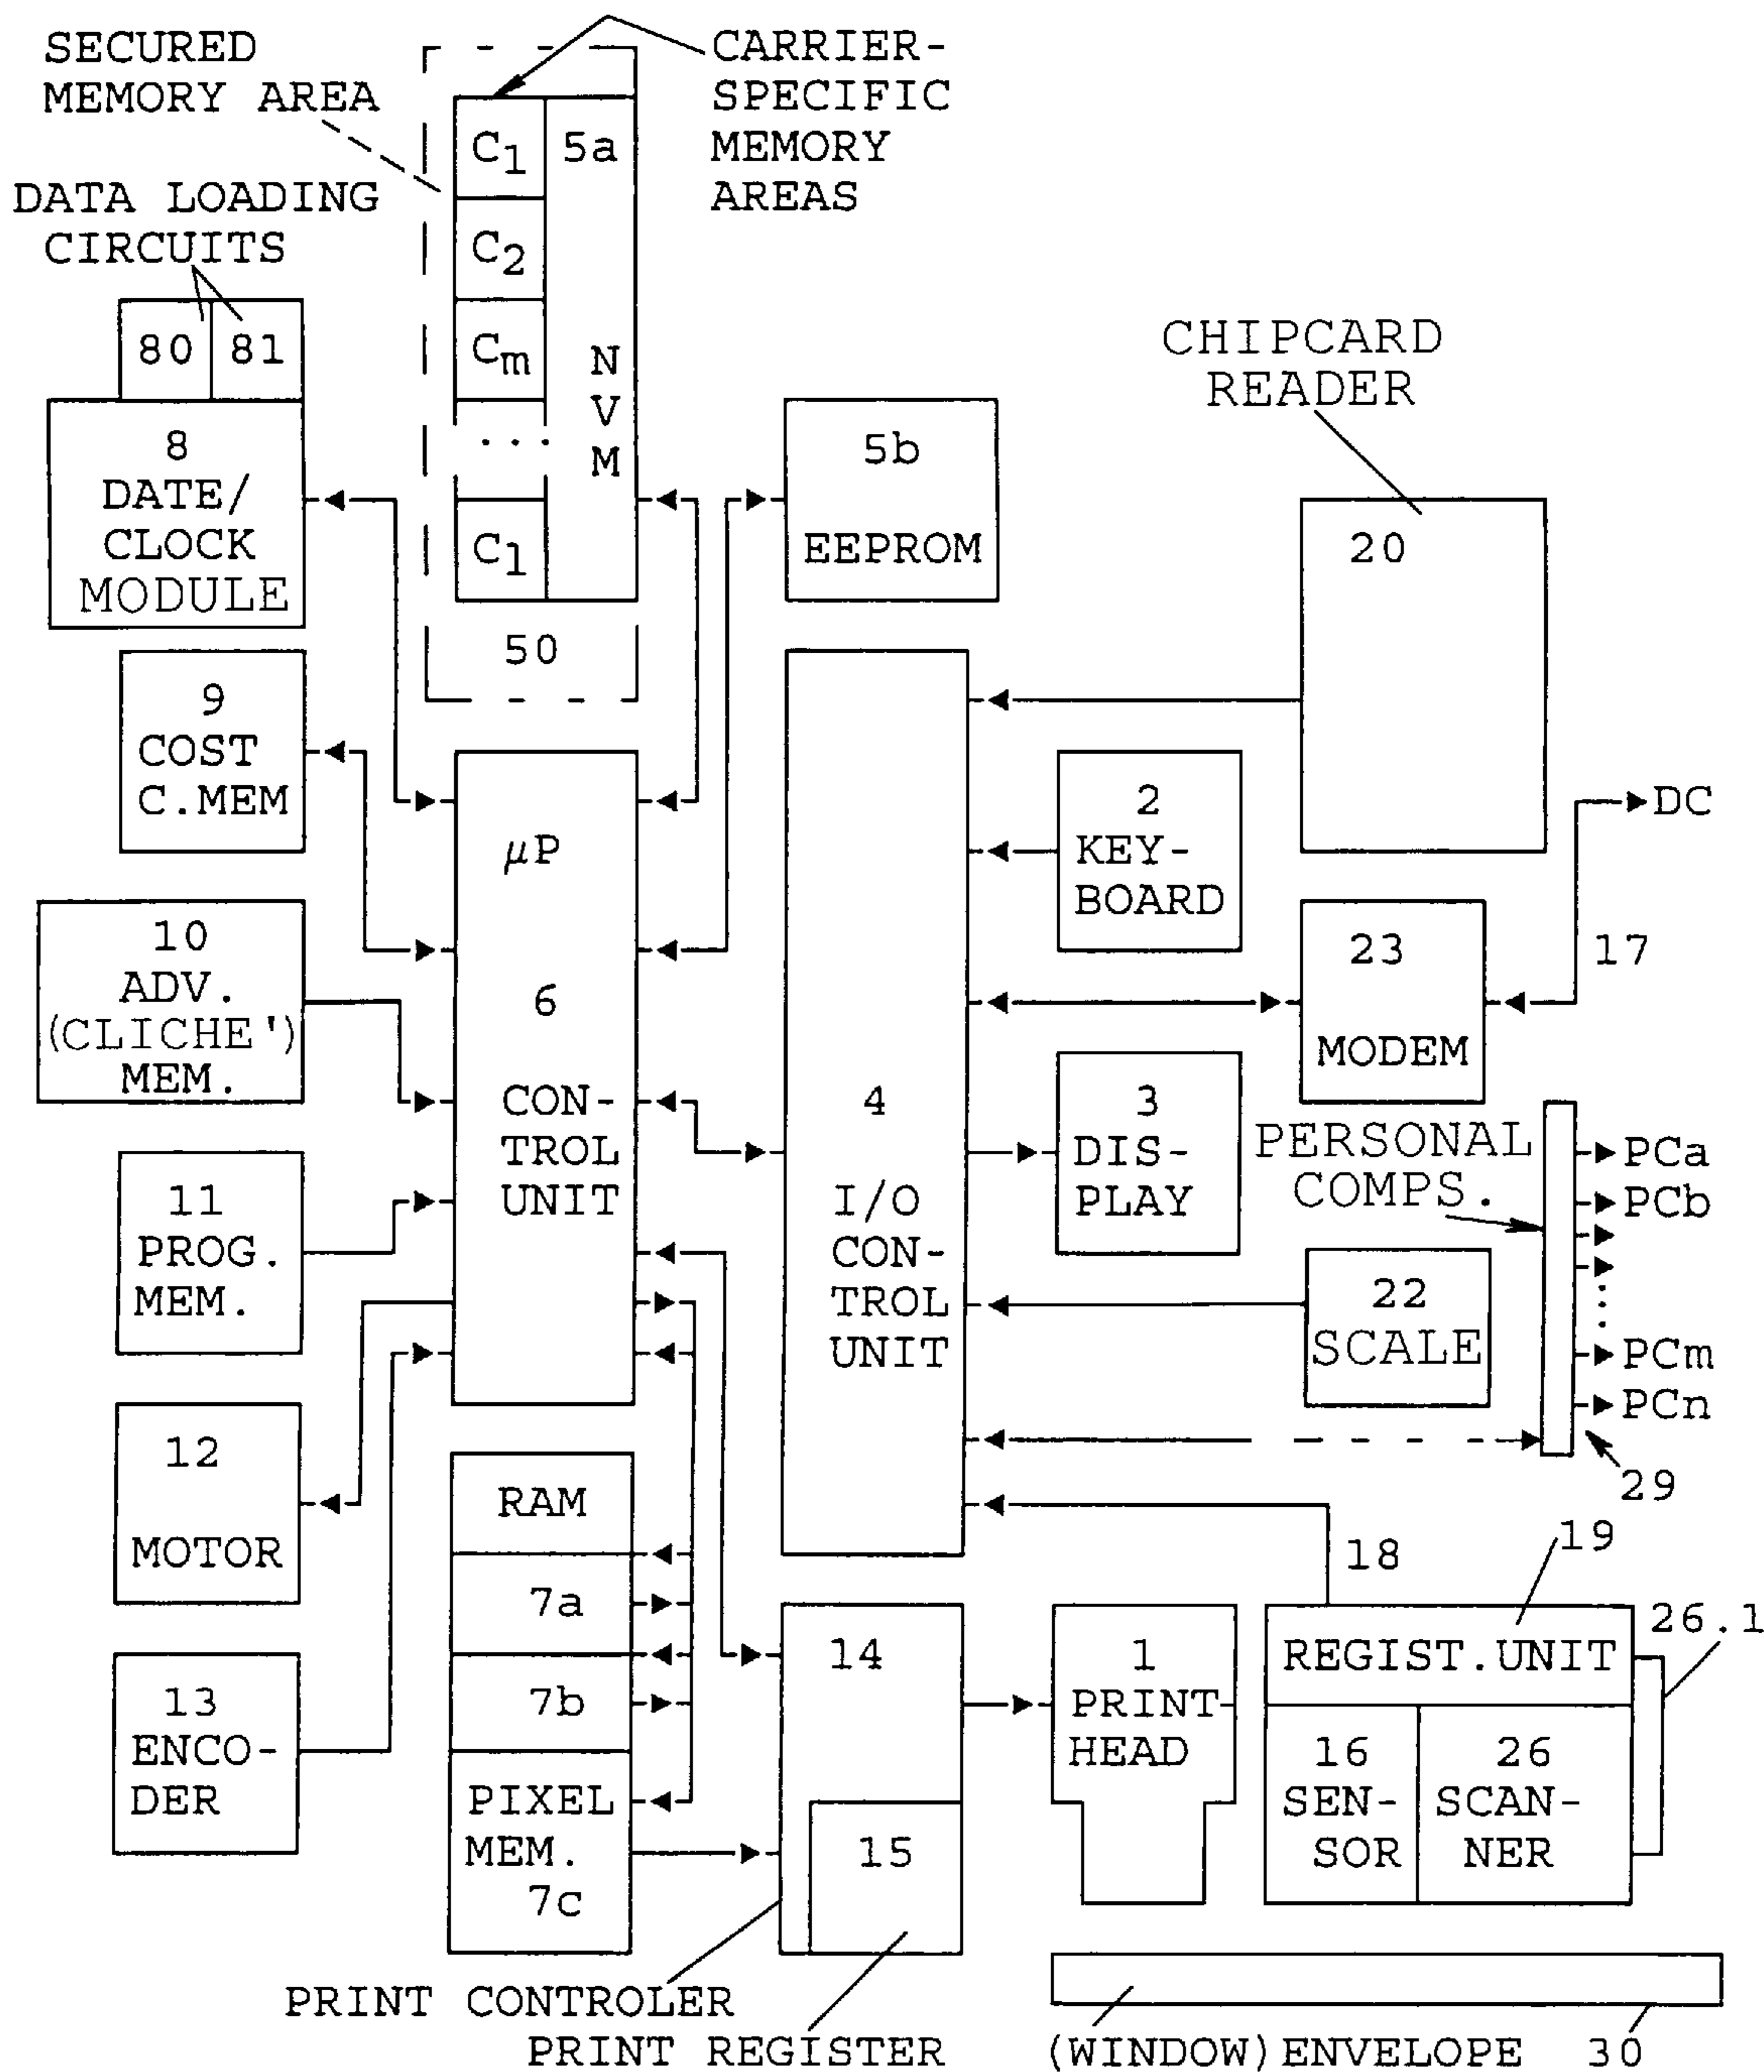 SECURED
MEMORY AREA
CARRIER-
SPECIFIC
MEMORY
AREAS
DATA LOADING
CIRCUITS
C1
5a
C2
Cm
...
Cl
N
V
M
50
80
81
8
DATE/
CLOCK
MODULE
5b
EEPROM
CHIPCARD
READER
20
9
COST
C.MEM
10
ADV.
(CLICHE')
MEM.
11
PROG.
MEM.
12
MOTOR
13
ENCO-
DER
μP
6
CON-
TROL
UNIT
4
I/O
CON-
TROL
UNIT
2
KEY-
BOARD
23
MODEM
DC
17
3
DIS-
PLAY
PERSONAL
COMPS.
PCa
PCb
PCm
PCn
22
SCALE
29
RAM
7a
7b
PIXEL
MEM.
7c
14
15
1
PRINT-
HEAD
18
19
REGIST.UNIT
26.1
16
SEN-
SOR
26
SCAN-
NER
PRINT CONTROLER
PRINT REGISTER
(WINDOW)ENVELOPE 30